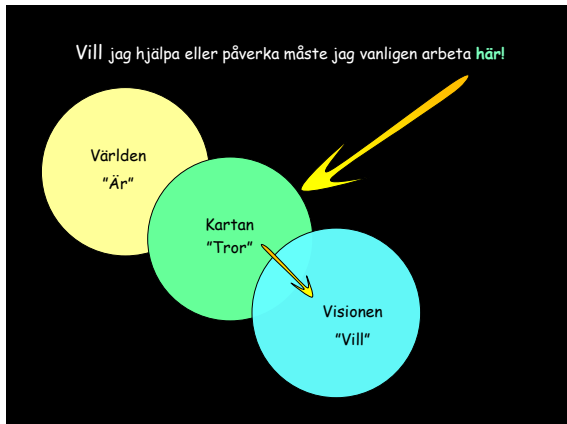 Vill jag hjälpa eller påverka måste jag vanligen arbeta här!
Världen
”Är”
Kartan
”Tror”
Visionen
”Vill”